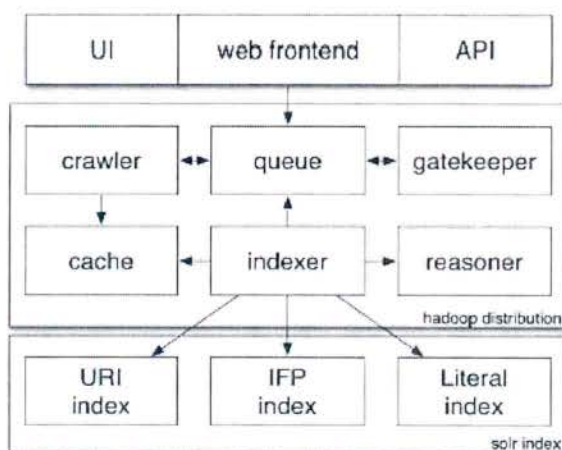 UI web frontend API
crawler queue gatekeeper
cache indexer reasoner
hadoop distribution
URI index
IFP index
Literal index
solr index